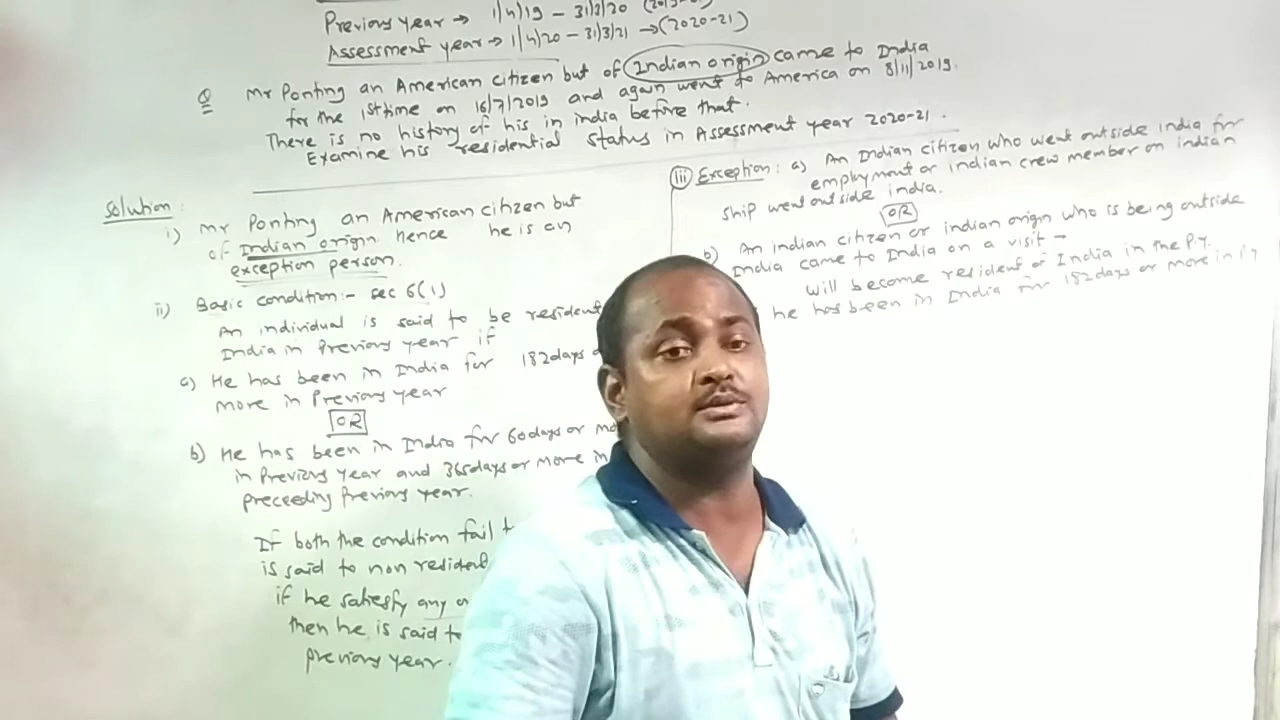 Previous year → 1/4/19 - 31/3/20
Assessment year → 1/4/20 - 31/3/21 → (2020-21)
Q Mr Ponting an American citizen but of Indian origin came to India
for the 1st time on 16/7/2019 and again went to America on 8/11/2019.
There is no history of his in india before that.
Examine his residential status in Assessment year 2020-21.
Solution:
i) Mr Ponting an American citizen but
of Indian origin hence he is an
exception person.
ii) Basic condition:- sec 6(1)
An individual is said to be resident
India in Previous year if
a) He has been in India for 182days
more in Previous year
OR
b) He has been in India for 60days or
in Previous year and 365days or more in
preceeding previous year.
If both the condition fail
is said to non resident
if he satesfy any
then he is said to
previous year.
iii Exception: a) An Indian citizen who went outside india for
employment or indian crew member on indian
ship went outside india.
OR
b) An indian citizen or indian origin who is being outside
India came to India on a visit -
will become resident of India in the P.Y.
he has been in India for 182days or more in